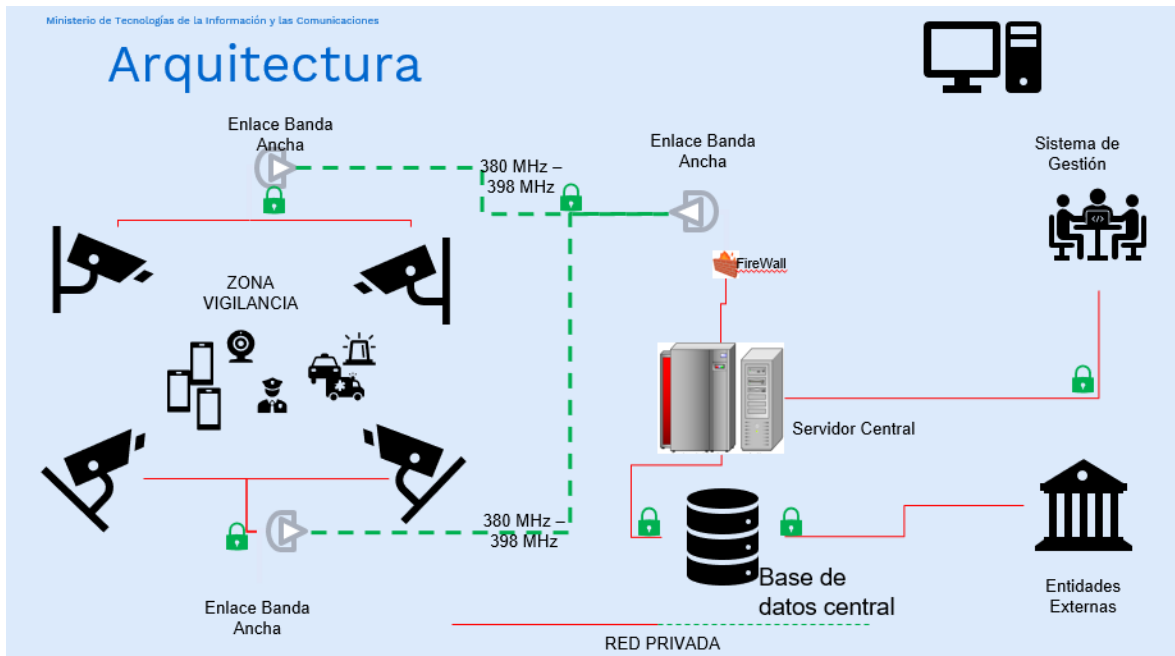 Ministerio de Tecnologías de la Información y las Comunicaciones
Arquitectura
Enlace Banda
Ancha
Enlace Banda
Ancha
Sistema de
Gestión
380 MHz –
398 MHz
FireWall
ZONA
VIGILANCIA
Servidor Central
380 MHz –
398 MHz
Base de
datos central
Entidades
Externas
Enlace Banda
Ancha
RED PRIVADA